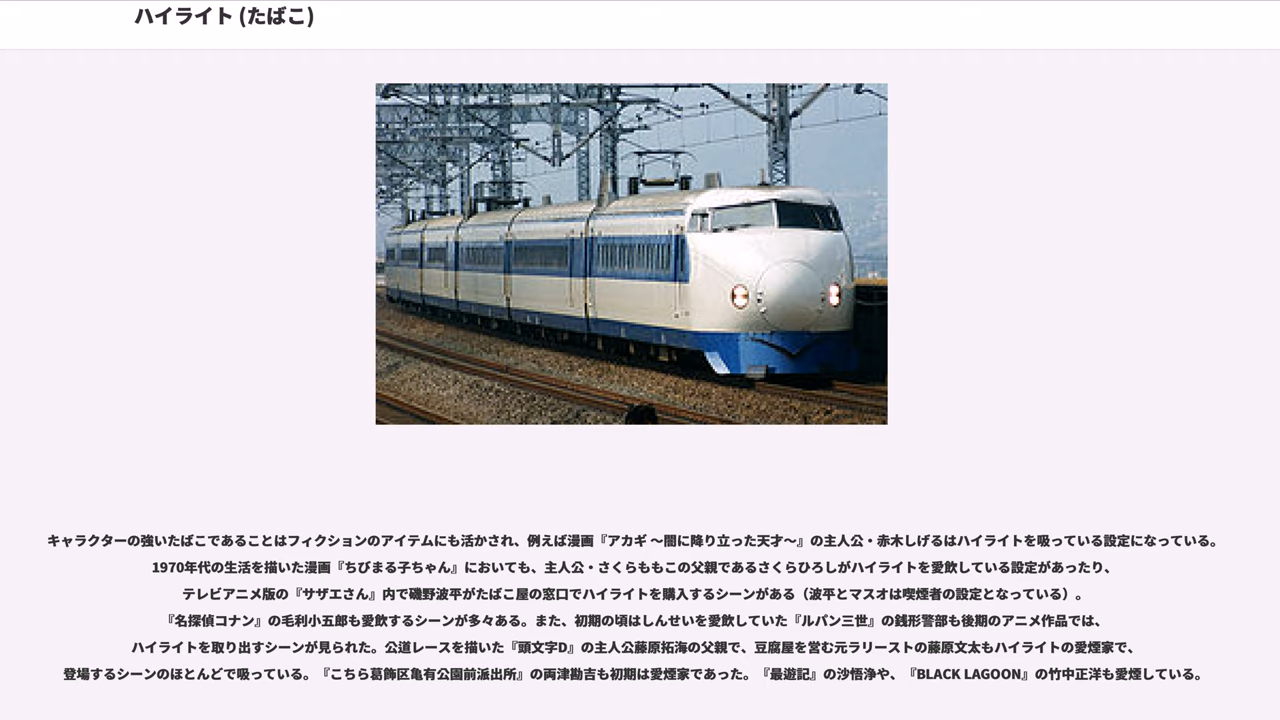 ハイライト (たばこ)
キャラクターの強いたばこであることはフィクションのアイテムにも活かされ、例えば漫画『アカギ 〜闇に降り立った天才〜』の主人公・赤木しげるはハイライトを吸っている設定になっている。
1970年代の生活を描いた漫画『ちびまる子ちゃん』においても、主人公・さくらももこの父親であるさくらひろしがハイライトを愛飲している設定があったり、
テレビアニメ版の『サザエさん』内で磯野波平がたばこ屋の窓口でハイライトを購入するシーンがある（波平とマスオは喫煙者の設定となっている）。
『名探偵コナン』の毛利小五郎も愛飲するシーンが多々ある。また、初期の頃はしんせいを愛飲していた『ルパン三世』の銭形警部も後期のアニメ作品では、
ハイライトを取り出すシーンが見られた。公道レースを描いた『頭文字D』の主人公藤原拓海の父親で、豆腐屋を営む元ラリーストの藤原文太もハイライトの愛煙家で、
登場するシーンのほとんどで吸っている。『こちら葛飾区亀有公園前派出所』の両津勘吉も初期は愛煙家であった。『最遊記』の沙悟浄や、『BLACK LAGOON』の竹中正洋も愛煙している。